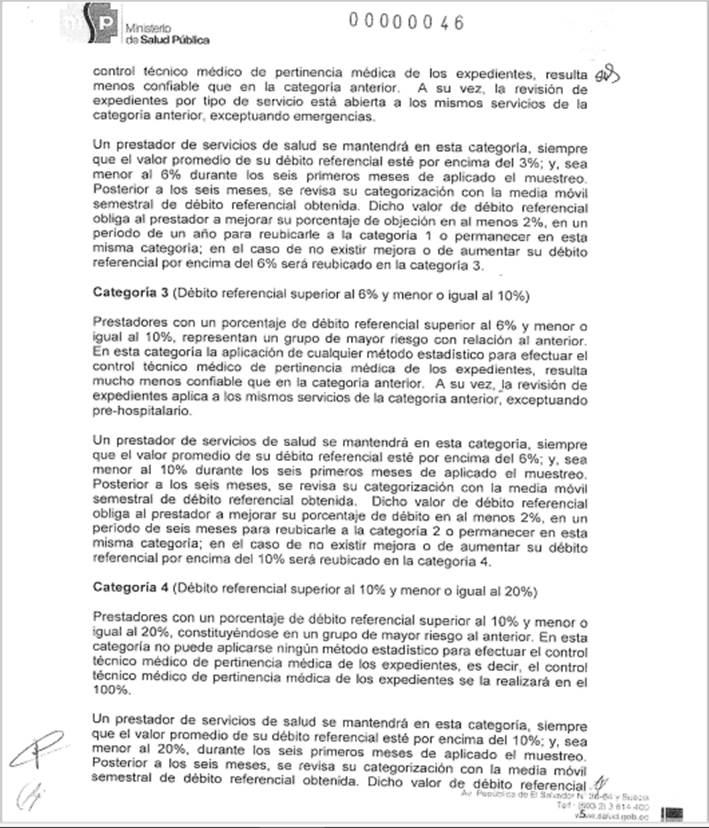 MSP
Ministerio
de Salud Pública
00000046
control técnico médico de pertinencia médica de los expedientes, resulta
menos confiable que en la categoría anterior. A su vez, la revisión de
expedientes por tipo de servicio está abierta a los mismos servicios de la
categoría anterior, exceptuando emergencias.
Un prestador de servicios de salud se mantendrá en esta categoría, siempre
que el valor promedio de su débito referencial esté por encima del 3%; y, sea
menor al 6% durante los seis primeros meses de aplicado el muestreo.
Posterior a los seis meses, se revisa su categorización con la media móvil
semestral de débito referencial obtenida. Dicho valor de débito referencial
obliga al prestador a mejorar su porcentaje de objeción en al menos 2%, en un
período de un año para reubicarle a la categoría 1 o permanecer en esta
misma categoría; en el caso de no existir mejora o de aumentar su débito
referencial por encima del 6% será reubicado en la categoría 3.
Categoría 3 (Débito referencial superior al 6% y menor o igual al 10%)
Prestadores con un porcentaje de débito referencial superior al 6% y menor o
igual al 10%, representan un grupo de mayor riesgo con relación al anterior.
En esta categoría la aplicación de cualquier método estadístico para efectuar el
control técnico médico de pertinencia médica de los expedientes, resulta
mucho menos confiable que en la categoría anterior. A su vez, la revisión de
expedientes aplica a los mismos servicios de la categoría anterior, exceptuando
pre-hospitalario.
Un prestador de servicios de salud se mantendrá en esta categoría, siempre
que el valor promedio de su débito referencial esté por encima del 6%; y, sea
menor al 10% durante los seis primeros meses de aplicado el muestreo.
Posterior a los seis meses, se revisa su categorización con la media móvil
semestral de débito referencial obtenida. Dicho valor de débito referencial
obliga al prestador a mejorar su porcentaje de débito en al menos 2%, en un
período de seis meses para reubicarle a la categoría 2 o permanecer en esta
misma categoría; en el caso de no existir mejora o de aumentar su débito
referencial por encima del 10% será reubicado en la categoría 4.
Categoría 4 (Débito referencial superior al 10% y menor o igual al 20%)
Prestadores con un porcentaje de débito referencial superior al 10% y menor o
igual al 20%, constituyéndose en un grupo de mayor riesgo al anterior. En esta
categoría no puede aplicarse ningún método estadístico para efectuar el control
técnico médico de pertinencia médica de los expedientes, es decir, el control
técnico médico de pertinencia médica de los expedientes se la realizará en el
100%.
Un prestador de servicios de salud se mantendrá en esta categoría, siempre
que el valor promedio de su débito referencial esté por encima del 10%; y, sea
menor al 20%, durante los seis primeros meses de aplicado el muestreo.
Posterior a los seis meses, se revisa su categorización con la media móvil
semestral de débito referencial obtenida. Dicho valor de débito referencial
Av. República de El Salvador N 36-64 y Suecia
Telf.: (593 2) 3 814 400
5